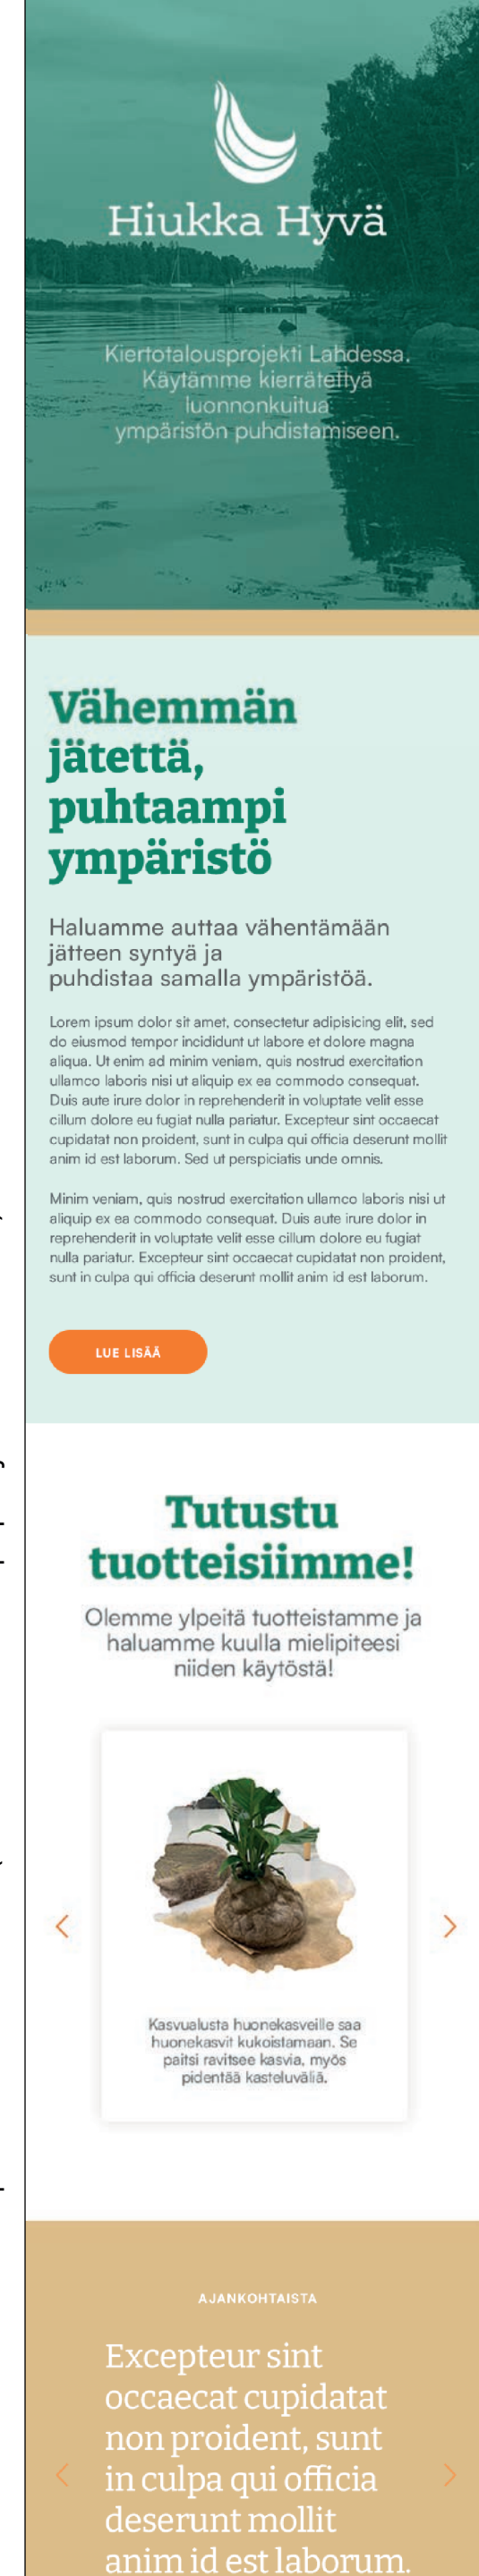 Hiukka Hyvä
Kiertotalousprojekti Lahdessa.
Käytämme kierrätettyä
luonnonkuitua
ympäristön puhdistamiseen.
Vähemmän
jätettä,
puhtaampi
ympäristö
Haluamme auttaa vähentämään
jätteen syntyä ja
puhdistaa samalla ympäristöä.
Lorem ipsum dolor sit amet, consectetur adipisicing elit, sed
do eiusmod tempor incididunt ut labore et dolore magna
aliqua. Ut enim ad minim veniam, quis nostrud exercitation
ullamco laboris nisi ut aliquip ex ea commodo consequat.
Duis aute irure dolor in reprehenderit in voluptate velit esse
cillum dolore eu fugiat nulla pariatur. Excepteur sint occaecat
cupidatat non proident, sunt in culpa qui officia deserunt mollit
anim id est laborum. Sed ut perspiciatis unde omnis.
Minim veniam, quis nostrud exercitation ullamco laboris nisi ut
aliquip ex ea commodo consequat. Duis aute irure dolor in
reprehenderit in voluptate velit esse cillum dolore eu fugiat
nulla pariatur. Excepteur sint occaecat cupidatat non proident,
sunt in culpa qui officia deserunt mollit anim id est laborum.
LUE LISÄÄ
Tutustu
tuotteisiimme!
Olemme ylpeitä tuotteistamme ja
haluamme kuulla mielipiteesi
niiden käytöstä!
Kasvualusta huonekasveille saa
huonekasvit kukoistamaan. Se
paitsi ravitsee kasvia, myös
pidentää kasteluväliä.
AJANKOHTAISTA
Excepteur sint
occaecat cupidatat
non proident, sunt
in culpa qui officia
deserunt mollit
anim id est laborum.